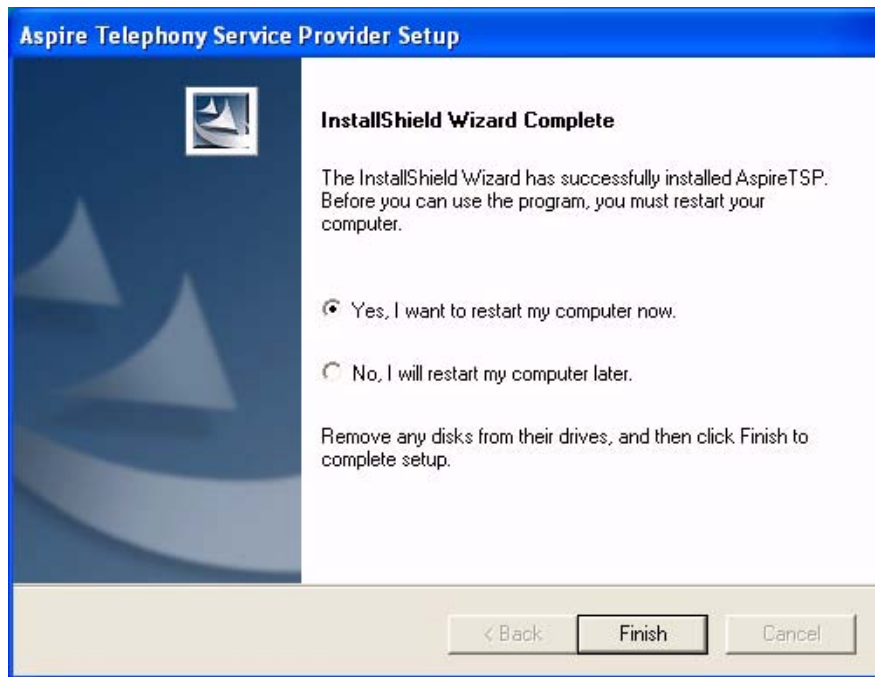 Aspire Telephony Service Provider Setup
InstallShield Wizard Complete
The InstallShield Wizard has successfully installed AspireTSP.
Before you can use the program, you must restart your
computer.
Yes, I want to restart my computer now.
No, I will restart my computer later.
Remove any disks from their drives, and then click Finish to
complete setup.
< Back
Finish
Cancel